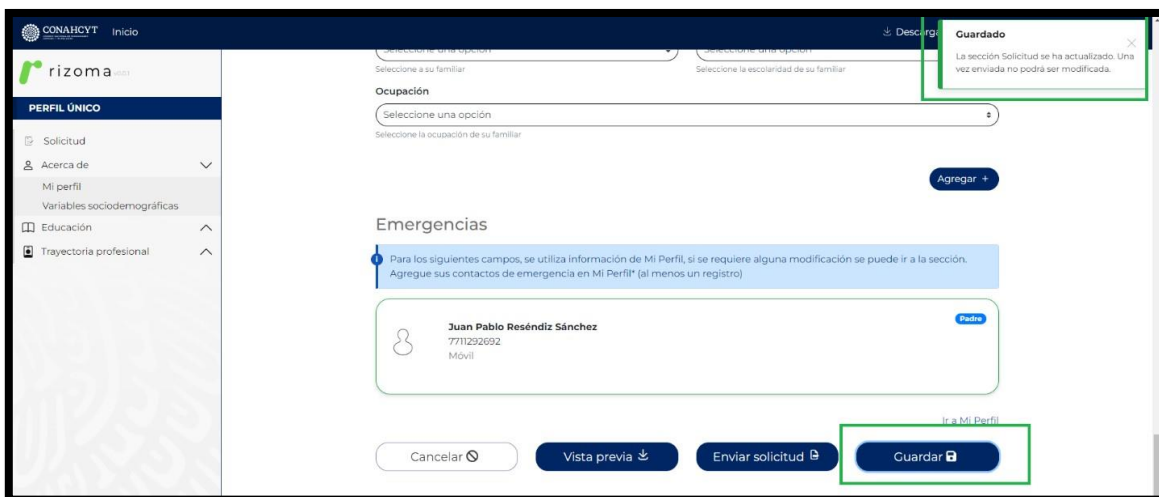 CONAHCYT
Inicio
Descarga
Guardado
La sección Solicitud se ha actualizado. Una
vez enviada no podrá ser modificada.
rizoma
PERFIL ÚNICO
Solicitud
Acerca de
Mi perfil
Variables sociodemográficas
Educación
Trayectoria profesional
Seleccione una opción
Seleccione una opción
Seleccione a su familiar
Seleccione la escolaridad de su familiar
Ocupación
Seleccione una opción
Seleccione la ocupación de su familiar
Agregar +
Emergencias
Para los siguientes campos, se utiliza información de Mi Perfil, si se requiere alguna modificación se puede ir a la sección.
Agregue sus contactos de emergencia en Mi Perfil* (al menos un registro)
Juan Pablo Reséndiz Sánchez
Padre
7711292692
Móvil
Ir a Mi Perfil
Cancelar
Vista previa
Enviar solicitud
Guardar